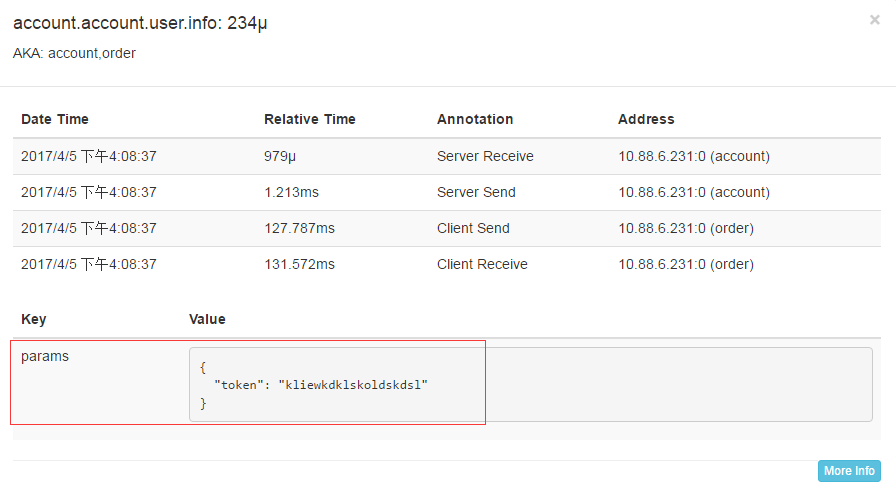 account.account.user.info: 234μ
×
AKA: account,order
Date Time Relative Time Annotation Address
2017/4/5 下午4:08:37 979μ Server Receive 10.88.6.231:0 (account)
2017/4/5 下午4:08:37 1.213ms Server Send 10.88.6.231:0 (account)
2017/4/5 下午4:08:37 127.787ms Client Send 10.88.6.231:0 (order)
2017/4/5 下午4:08:37 131.572ms Client Receive 10.88.6.231:0 (order)
Key Value
params
{
"token": "kliewkdklskoldskdsl"
}
More Info